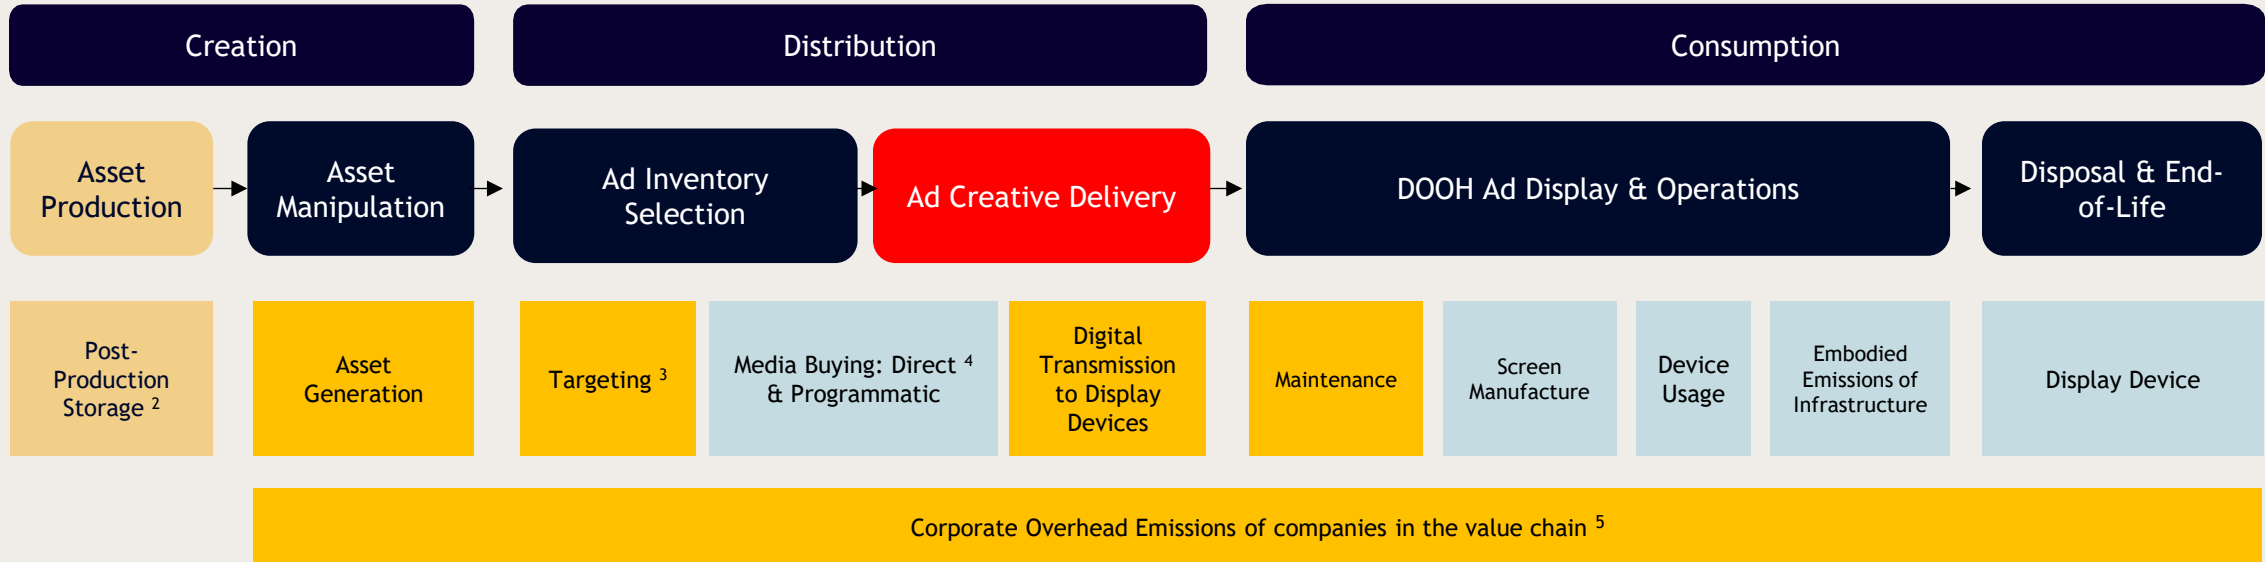 Creation
Distribution
Consumption
Asset
Production
Asset
Manipulation
Ad Inventory
Selection
Ad Creative Delivery
DOOH Ad Display & Operations
Disposal & End-
of-Life
Post-
Production
Storage 2
Asset
Generation
Targeting 3
Media Buying: Direct 4
& Programmatic
Digital
Transmission
to Display
Devices
Maintenance
Screen
Manufacture
Device
Usage
Embodied
Emissions of
Infrastructure
Display Device
Corporate Overhead Emissions of companies in the value chain 5